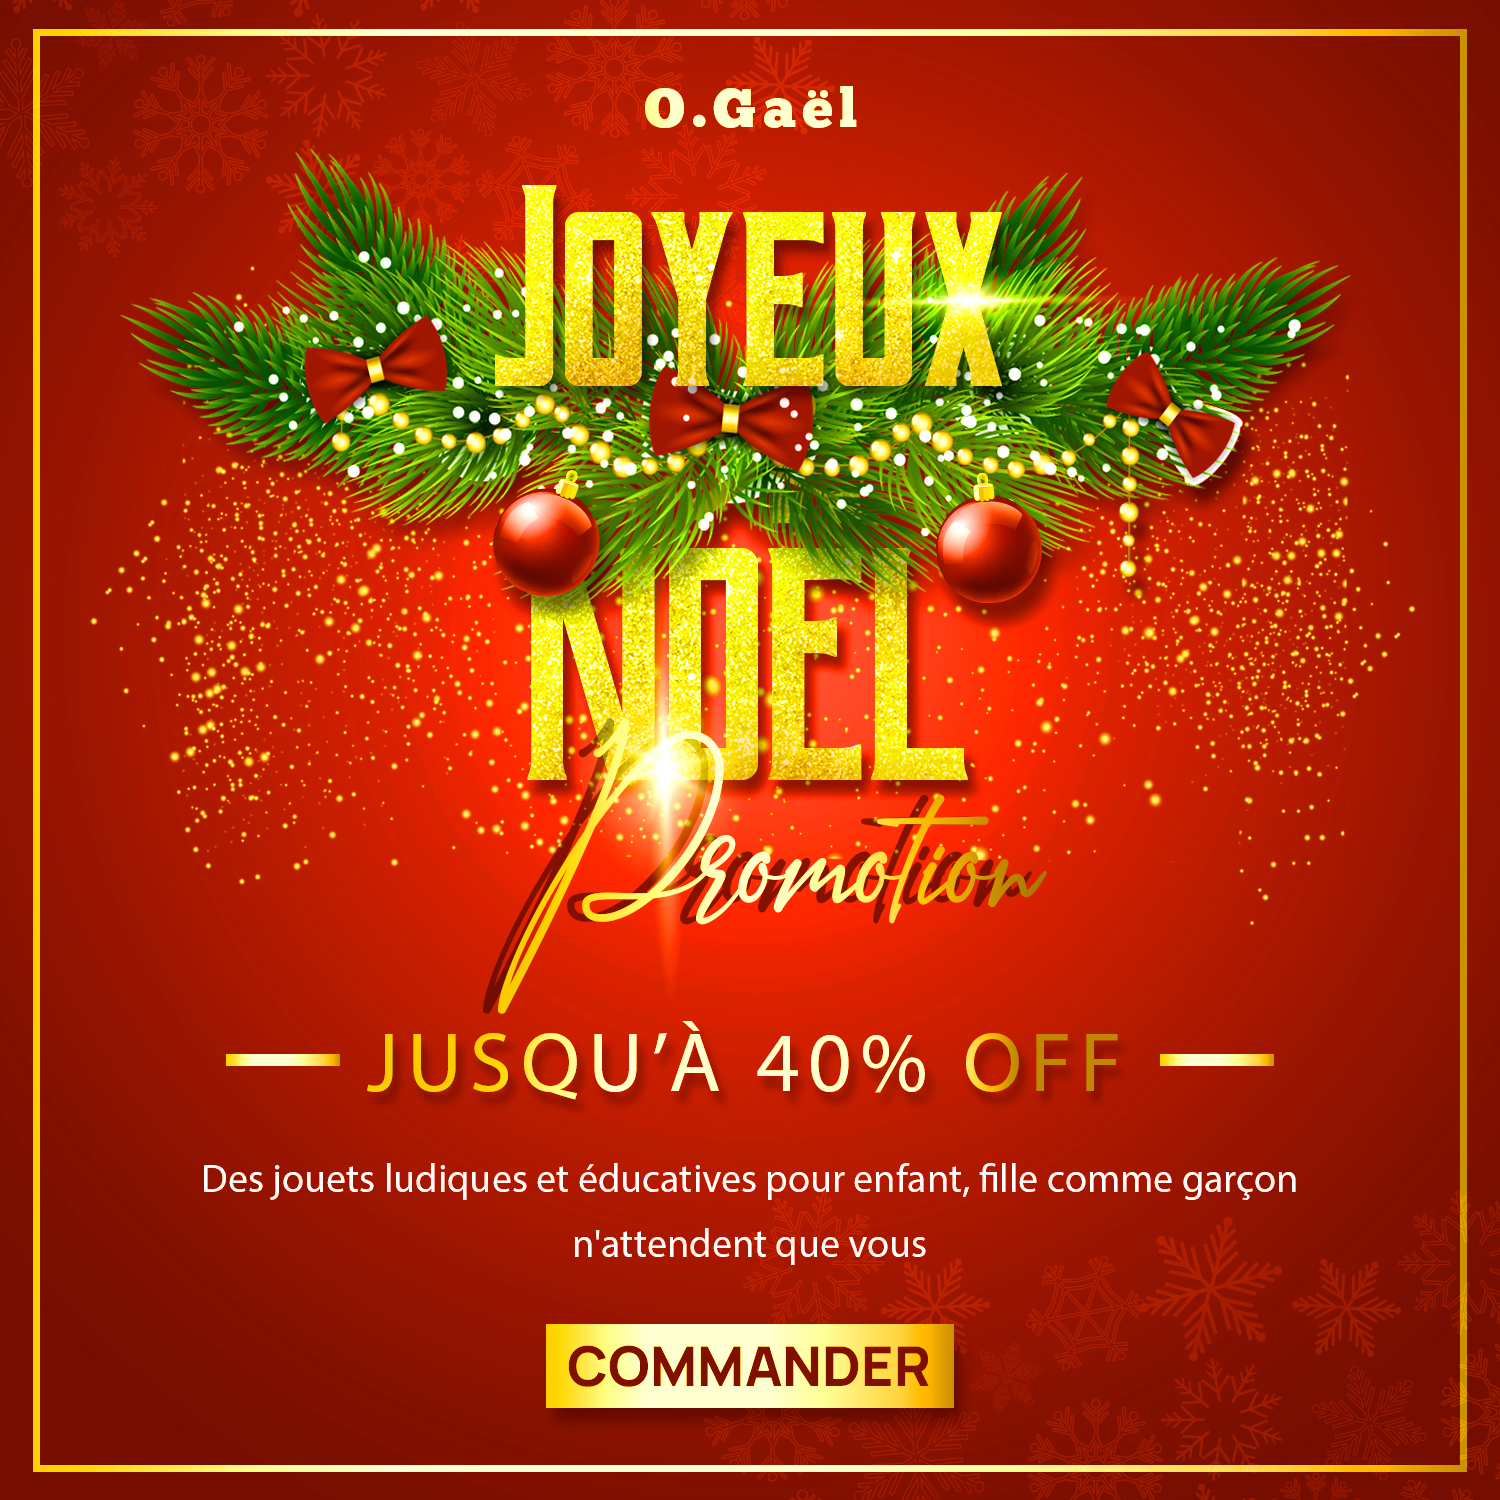 O.Gaël
JOYEUX
NOËL
Promotion
JUSQU'À 40% OFF
Des jouets ludiques et éducatives pour enfant, fille comme garçon
n'attendent que vous
COMMANDER